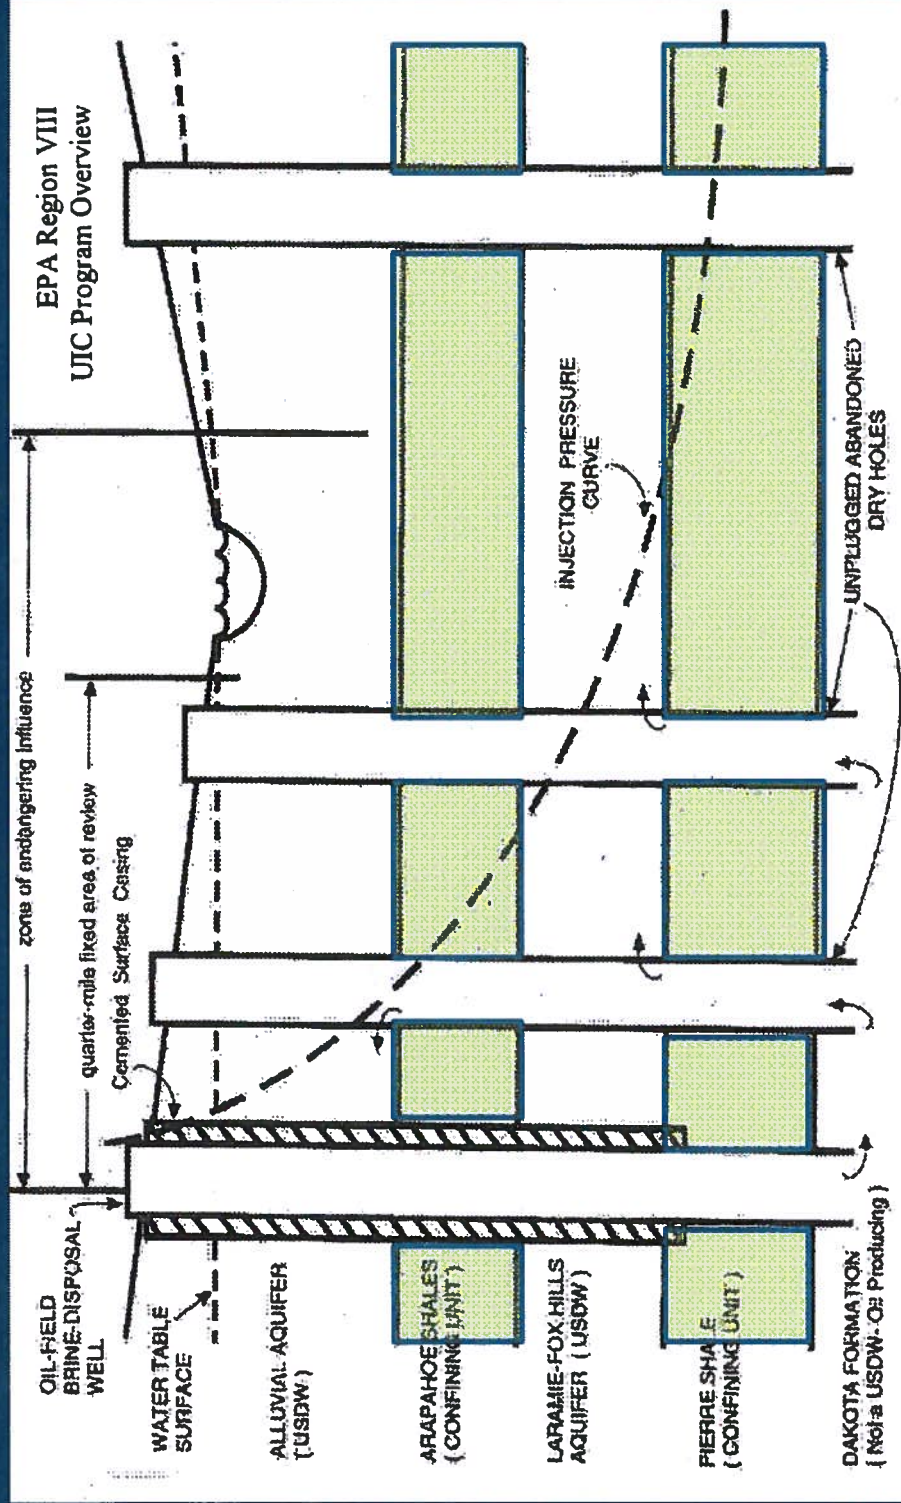 EPA Region VIII
UIC Program Overview
zone of endangering influence
quarter-mile fixed area of review
Cemented Surface Casing
OIL-FIELD
BRINE-DISPOSAL
WELL
WATER TABLE
SURFACE
ALLUVIAL AQUIFER
( USDW )
ARAPAHOE SHALES
( CONFINING UNIT )
LARAMIE-FOX HILLS
AQUIFER ( USDW )
INJECTION PRESSURE
CURVE
PIERRE SHALE
( CONFINING UNIT )
DAKOTA FORMATION
( Not a USDW- Oil Producing )
UNPLUGGED ABANDONED
DRY HOLES